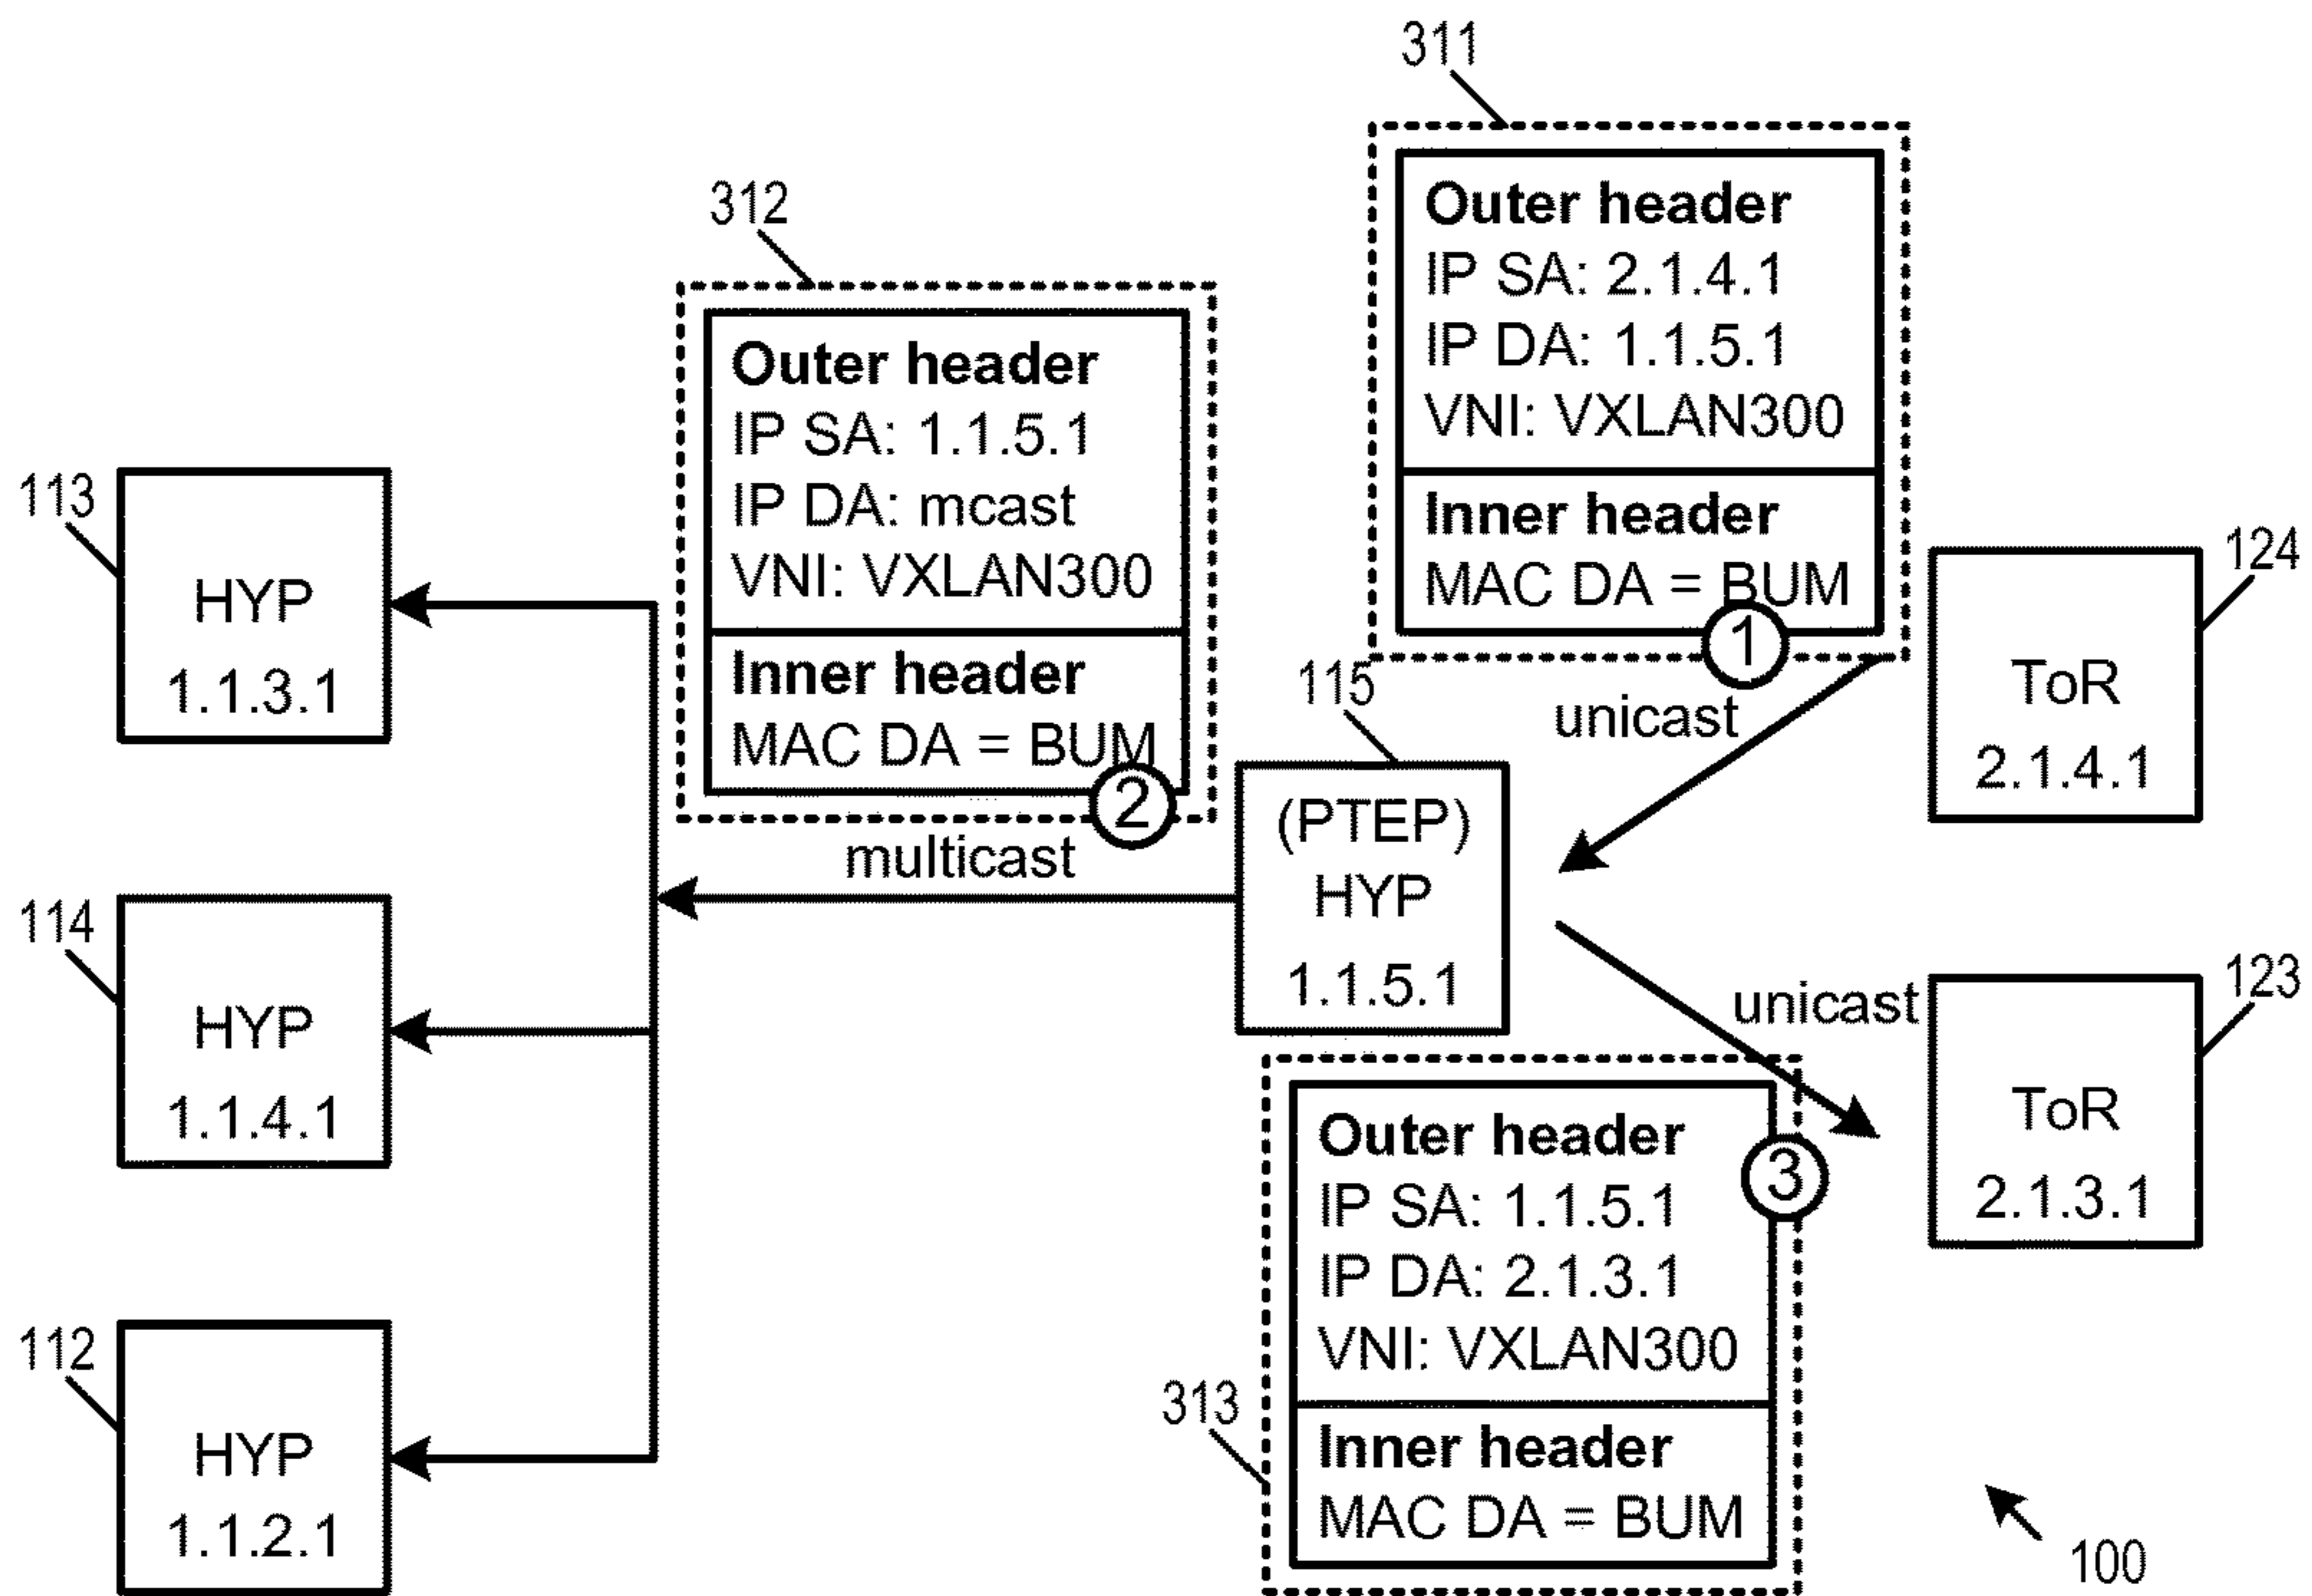 311
Outer header
IP SA: 2.1.4.1
IP DA: 1.1.5.1
VNI: VXLAN300
Inner header
MAC DA = BUM
1
unicast
312
Outer header
IP SA: 1.1.5.1
IP DA: mcast
VNI: VXLAN300
Inner header
MAC DA = BUM
2
multicast
113
HYP
1.1.3.1
124
ToR
2.1.4.1
115
(PTEP)
HYP
1.1.5.1
114
HYP
1.1.4.1
unicast
123
ToR
2.1.3.1
3
313
Outer header
IP SA: 1.1.5.1
IP DA: 2.1.3.1
VNI: VXLAN300
Inner header
MAC DA = BUM
112
HYP
1.1.2.1
100